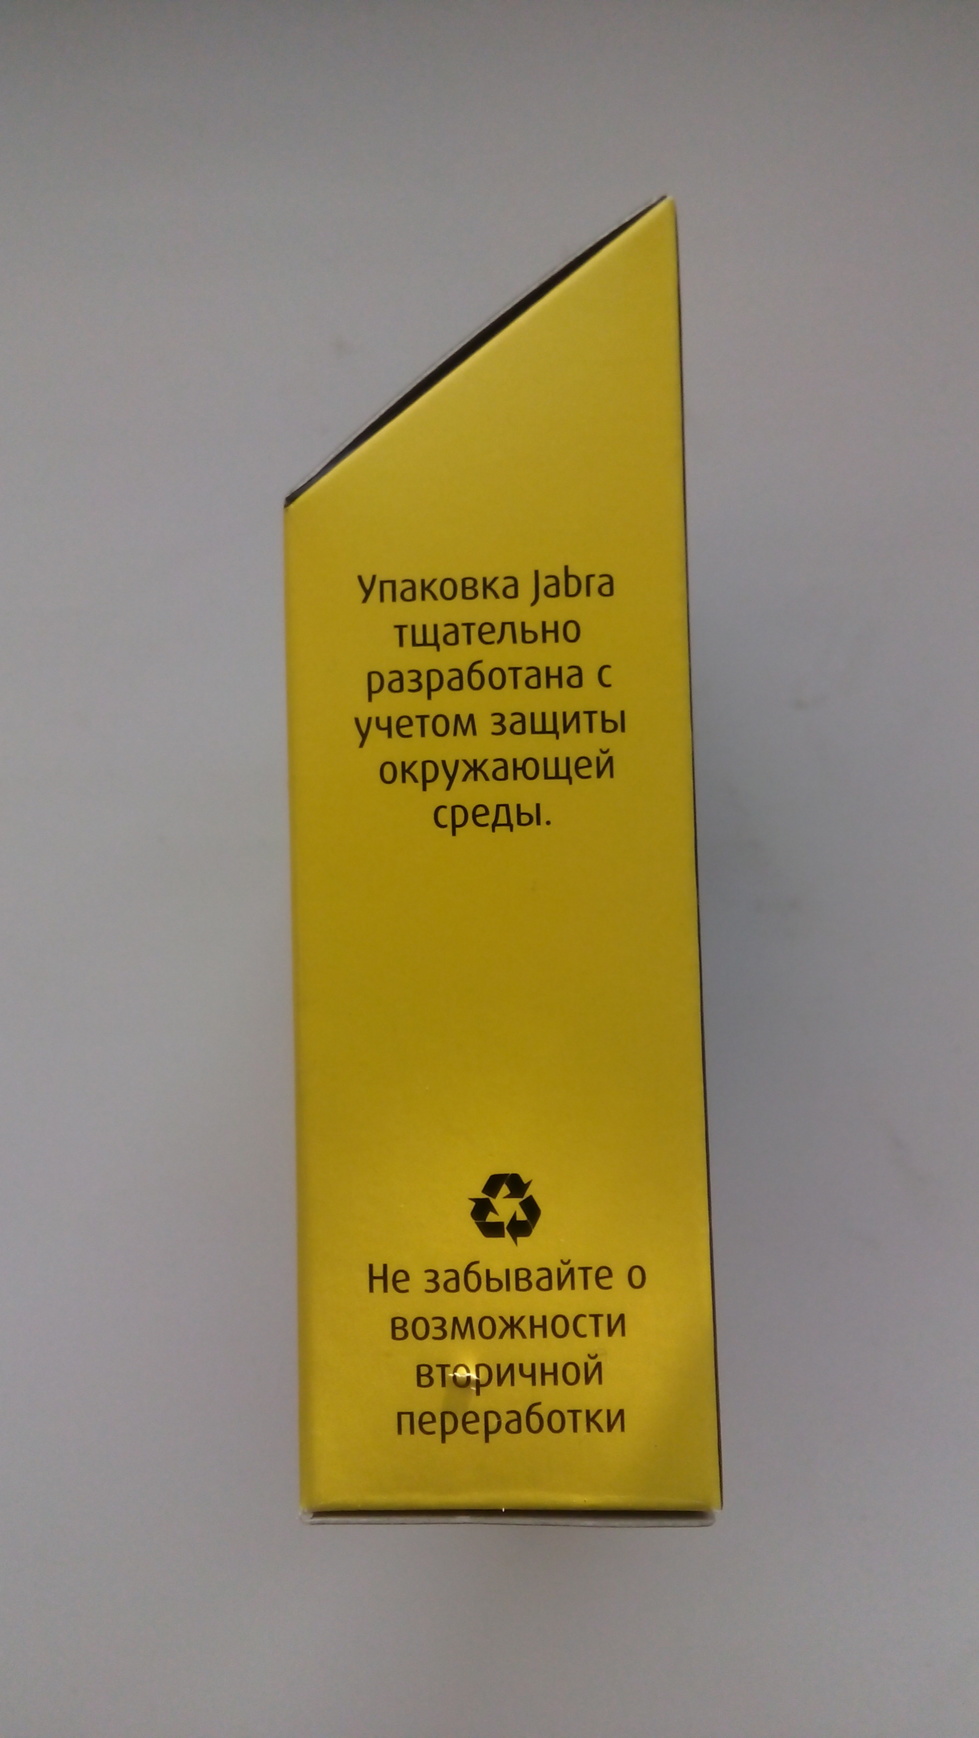 Упаковка Jabra
тщательно
разработана с
учетом защиты
окружающей
среды.
Не забывайте о
возможности
вторичной
переработки